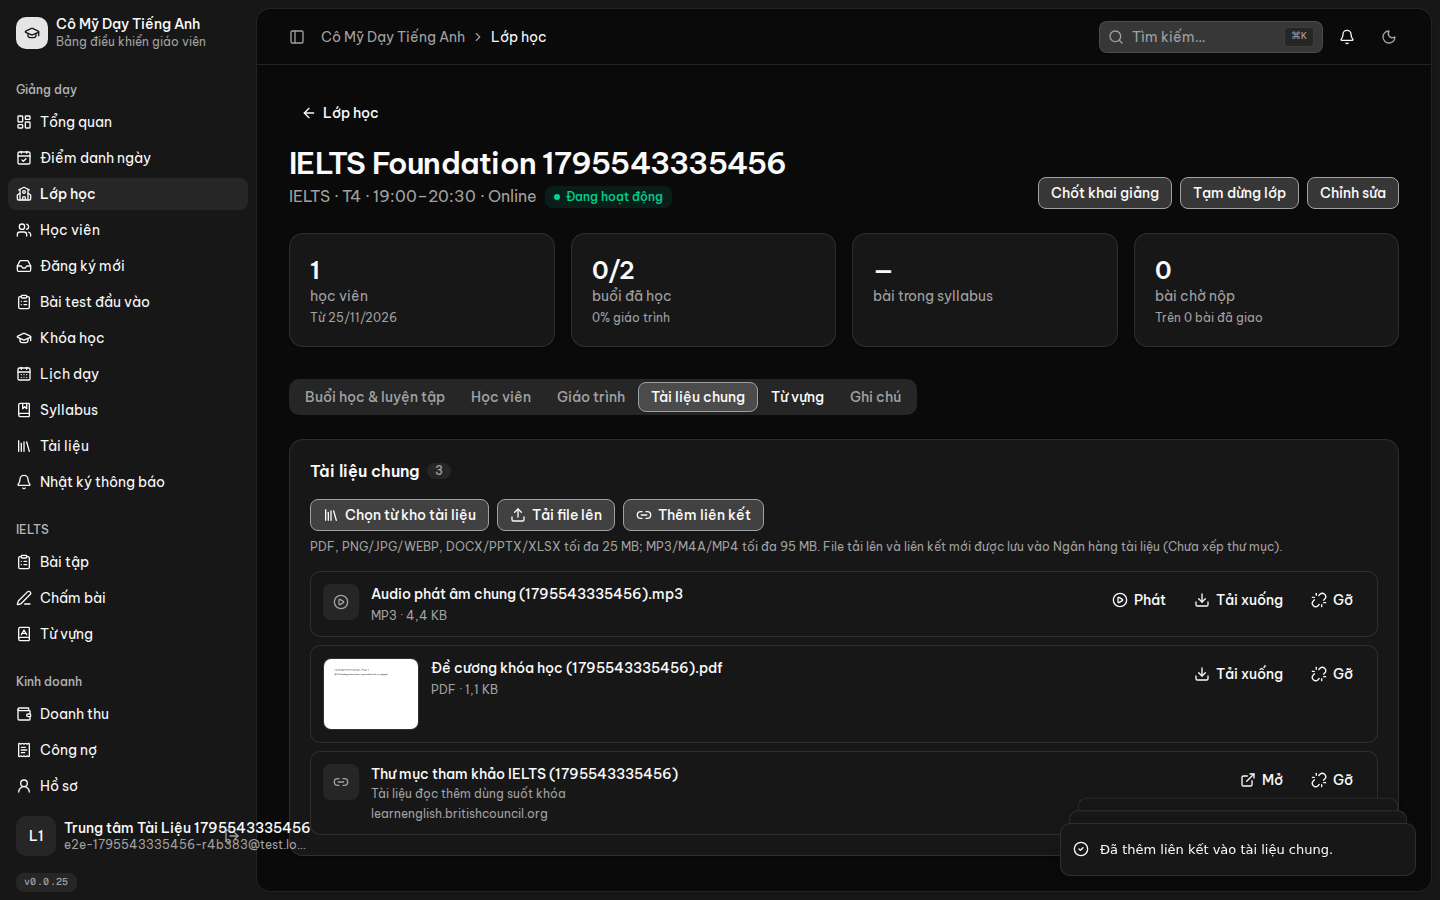 Cô Mỹ Dạy Tiếng Anh
Bảng điều khiển giáo viên
Giảng dạy
Tổng quan
Điểm danh ngày
Lớp học
Học viên
Đăng ký mới
Bài test đầu vào
Khóa học
Lịch dạy
Syllabus
Tài liệu
Nhật ký thông báo
IELTS
Bài tập
Chấm bài
Từ vựng
Kinh doanh
Doanh thu
Công nợ
Hồ sơ
L1
Trung tâm Tài Liệu 1795543335456
e2e-1795543335456-r4b383@test.lo...
v0.0.25
Cô Mỹ Dạy Tiếng Anh > Lớp học
Tìm kiếm... ⌘K
Lớp học
IELTS Foundation 1795543335456
IELTS · T4 · 19:00–20:30 · Online Đang hoạt động
Chốt khai giảng Tạm dừng lớp Chỉnh sửa
1
học viên
Từ 25/11/2026
0/2
buổi đã học
0% giáo trình
—
bài trong syllabus
0
bài chờ nộp
Trên 0 bài đã giao
Buổi học & luyện tập Học viên Giáo trình Tài liệu chung Từ vựng Ghi chú
Tài liệu chung 3
Chọn từ kho tài liệu Tải file lên Thêm liên kết
PDF, PNG/JPG/WEBP, DOCX/PPTX/XLSX tối đa 25 MB; MP3/M4A/MP4 tối đa 95 MB. File tải lên và liên kết mới được lưu vào Ngân hàng tài liệu (Chưa xếp thư mục).
Audio phát âm chung (1795543335456).mp3
MP3 · 4,4 KB
Phát Tải xuống Gỡ
Đề cương khóa học (1795543335456).pdf
PDF · 1,1 KB
Tải xuống Gỡ
Thư mục tham khảo IELTS (1795543335456)
Tài liệu đọc thêm dùng suốt khóa
learnenglish.britishcouncil.org
Mở Gỡ
Đã thêm liên kết vào tài liệu chung.